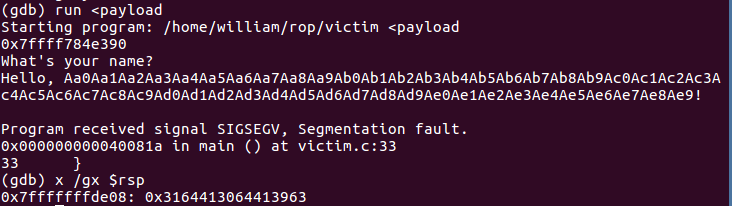 (gdb) run <payload
Starting program: /home/william/rop/victim <payload
0x7ffff784e390
What's your name?
Hello, Aa0Aa1Aa2Aa3Aa4Aa5Aa6Aa7Aa8Aa9Ab0Ab1Ab2Ab3Ab4Ab5Ab6Ab7Ab8Ab9Ac0Ac1Ac2Ac3A
c4Ac5Ac6Ac7Ac8Ac9Ad0Ad1Ad2Ad3Ad4Ad5Ad6Ad7Ad8Ad9Ae0Ae1Ae2Ae3Ae4Ae5Ae6Ae7Ae8Ae9!
Program received signal SIGSEGV, Segmentation fault.
0x000000000040081a in main () at victim.c:33
33 }
(gdb) x /gx $rsp
0x7fffffffde08: 0x3164413064413963